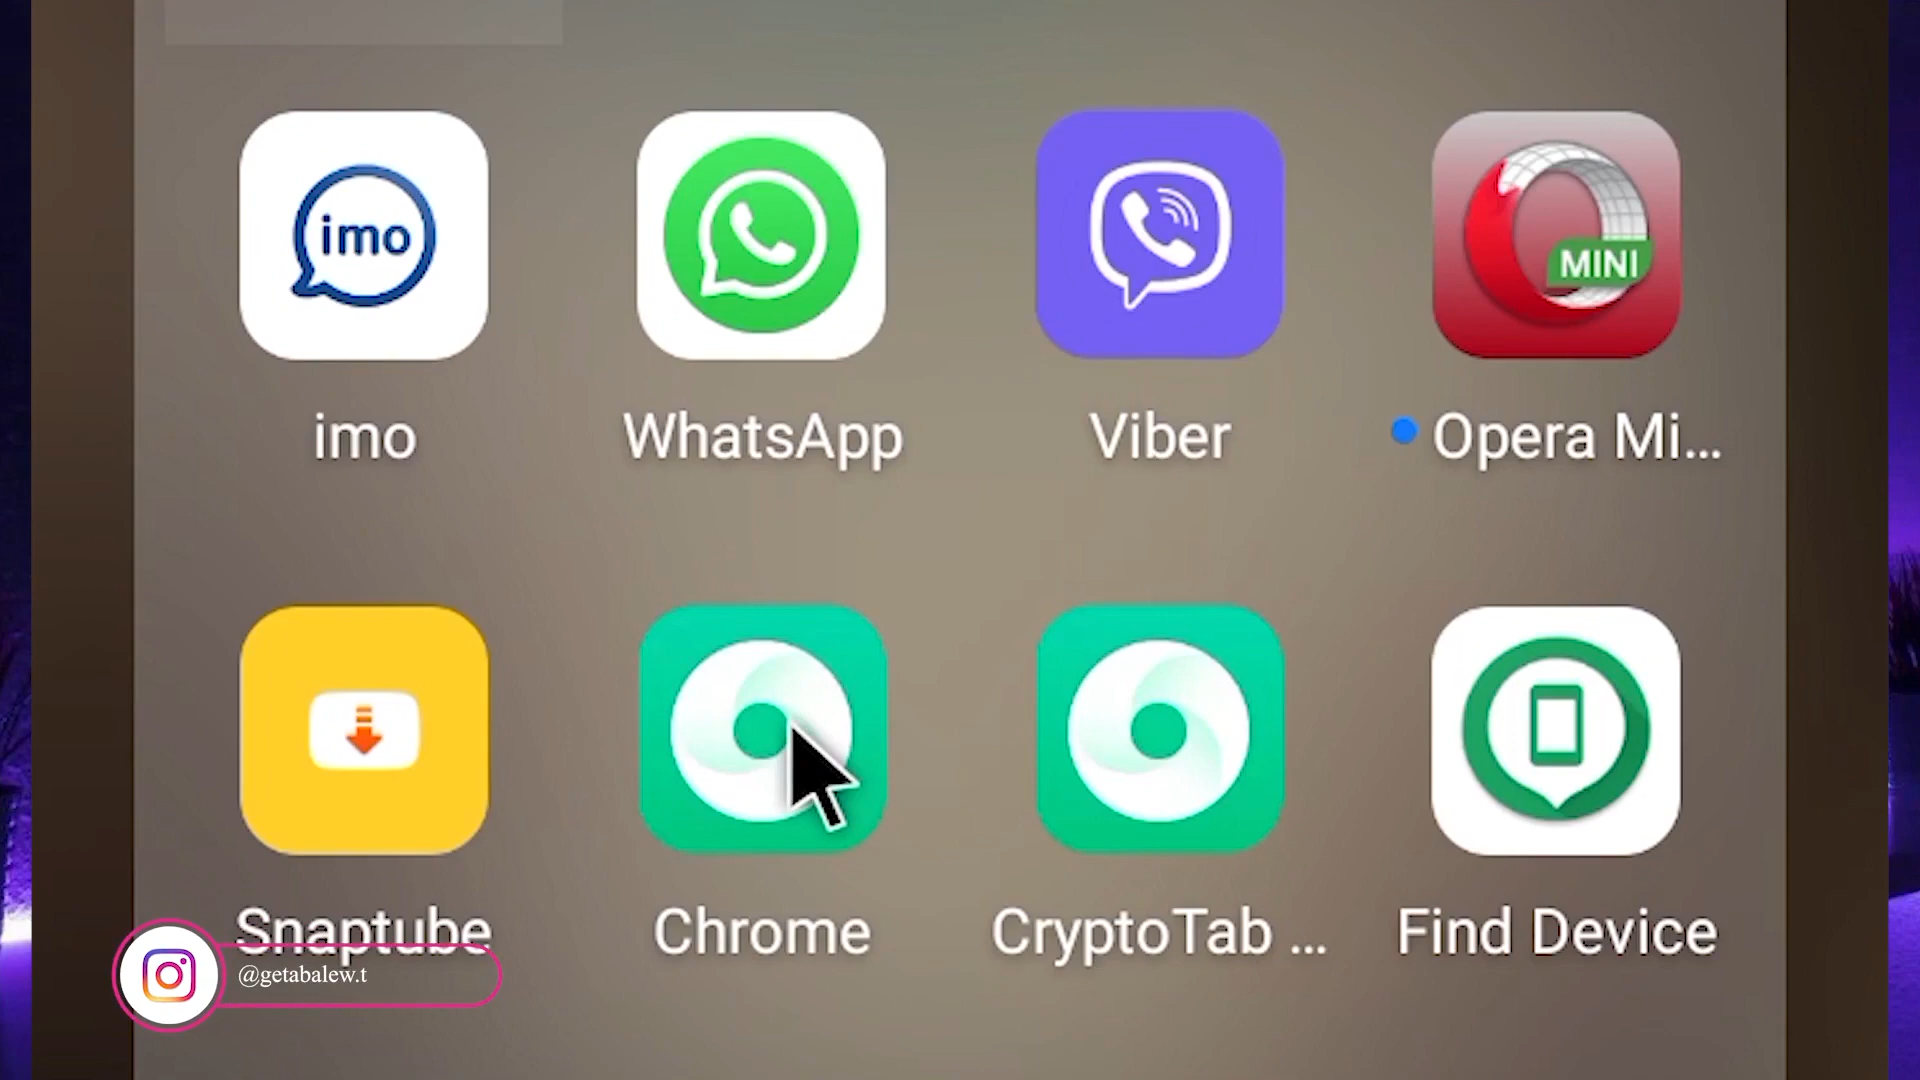 imo
MINI
imo
WhatsApp
Viber
Opera Mi...
Snaptube
Chrome
CryptoTab ...
Find Device
@getabalew.t